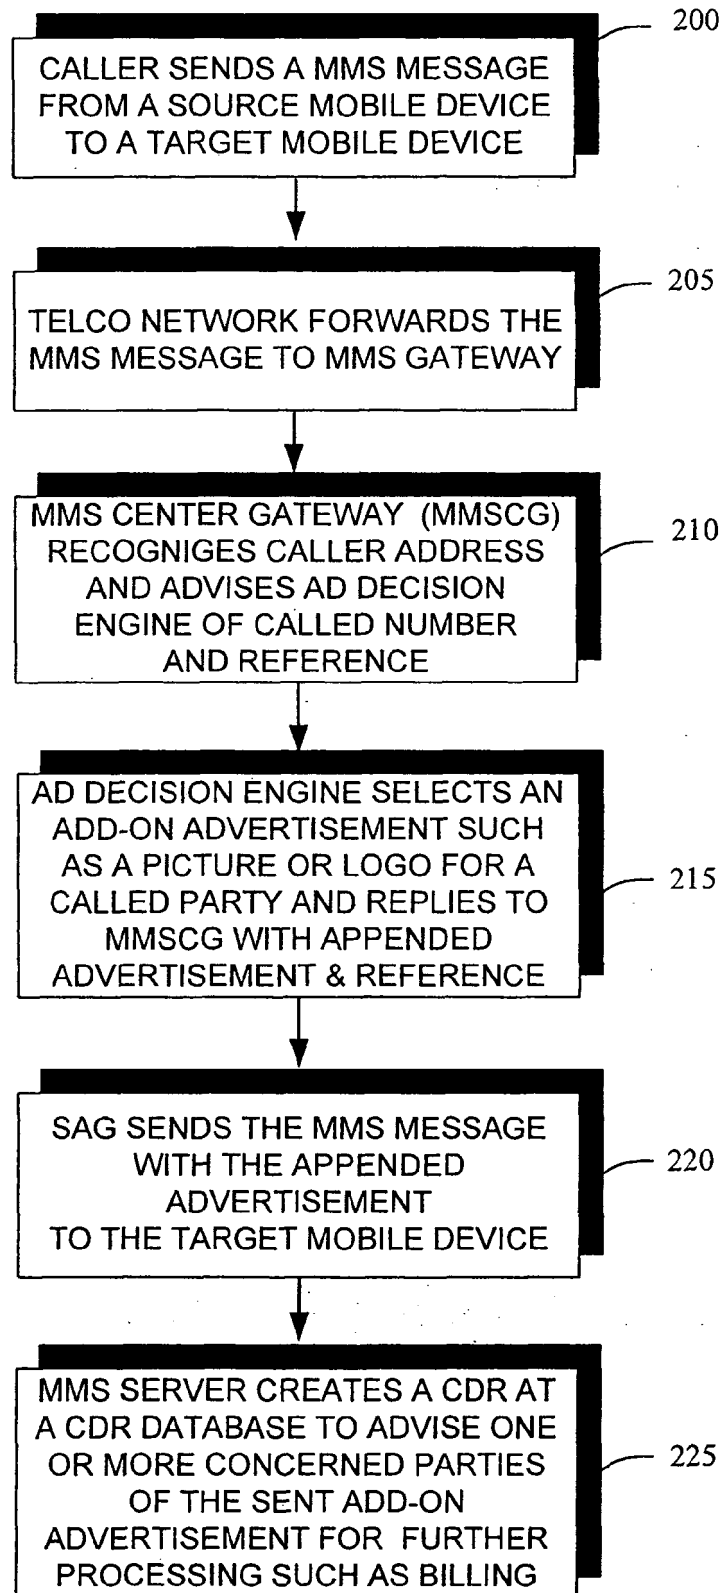 200
CALLER SENDS A MMS MESSAGE
FROM A SOURCE MOBILE DEVICE
TO A TARGET MOBILE DEVICE
205
TELCO NETWORK FORWARDS THE
MMS MESSAGE TO MMS GATEWAY
210
MMS CENTER GATEWAY (MMSCG)
RECOGNIGES CALLER ADDRESS
AND ADVISES AD DECISION
ENGINE OF CALLED NUMBER
AND REFERENCE
215
AD DECISION ENGINE SELECTS AN
ADD-ON ADVERTISEMENT SUCH
AS A PICTURE OR LOGO FOR A
CALLED PARTY AND REPLIES TO
MMSCG WITH APPENDED
ADVERTISEMENT & REFERENCE
220
SAG SENDS THE MMS MESSAGE
WITH THE APPENDED
ADVERTISEMENT
TO THE TARGET MOBILE DEVICE
225
MMS SERVER CREATES A CDR AT
A CDR DATABASE TO ADVISE ONE
OR MORE CONCERNED PARTIES
OF THE SENT ADD-ON
ADVERTISEMENT FOR FURTHER
PROCESSING SUCH AS BILLING